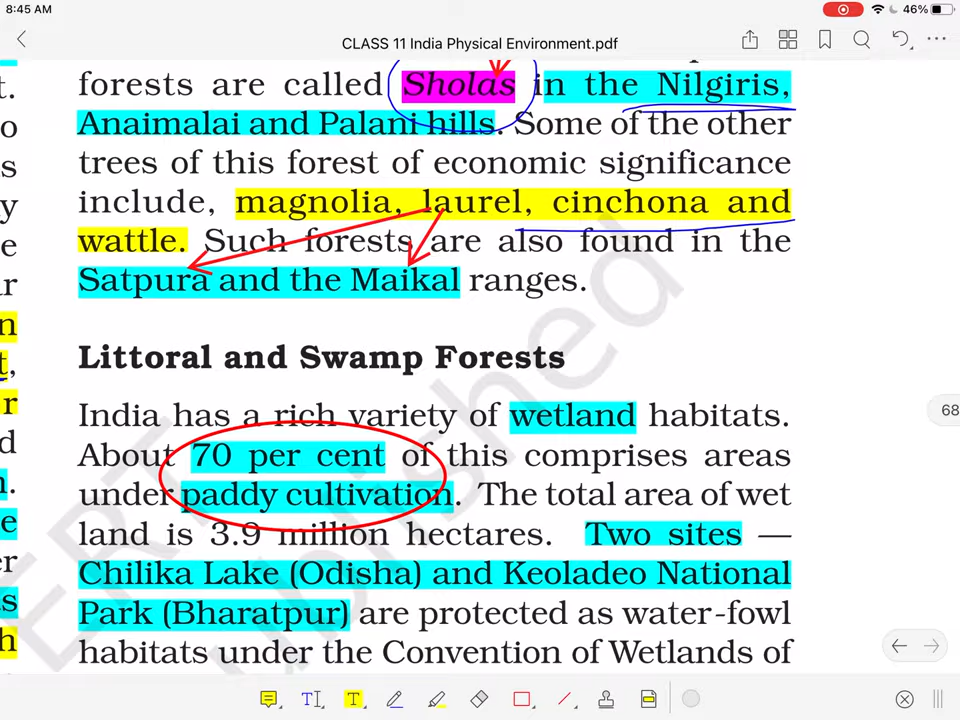 8:45 AM
46%
CLASS 11 India Physical Environment.pdf
t.
o
s
y
e
r
n
t,
r
d
n.
e
er
s
h
forests are called Sholas in the Nilgiris,
Anaimalai and Palani hills. Some of the other
trees of this forest of economic significance
include, magnolia, laurel, cinchona and
wattle. Such forests are also found in the
Satpura and the Maikal ranges.
Littoral and Swamp Forests
India has a rich variety of wetland habitats.
About 70 per cent of this comprises areas
under paddy cultivation. The total area of wet
land is 3.9 million hectares. Two sites —
Chilika Lake (Odisha) and Keoladeo National
Park (Bharatpur) are protected as water-fowl
habitats under the Convention of Wetlands of
68